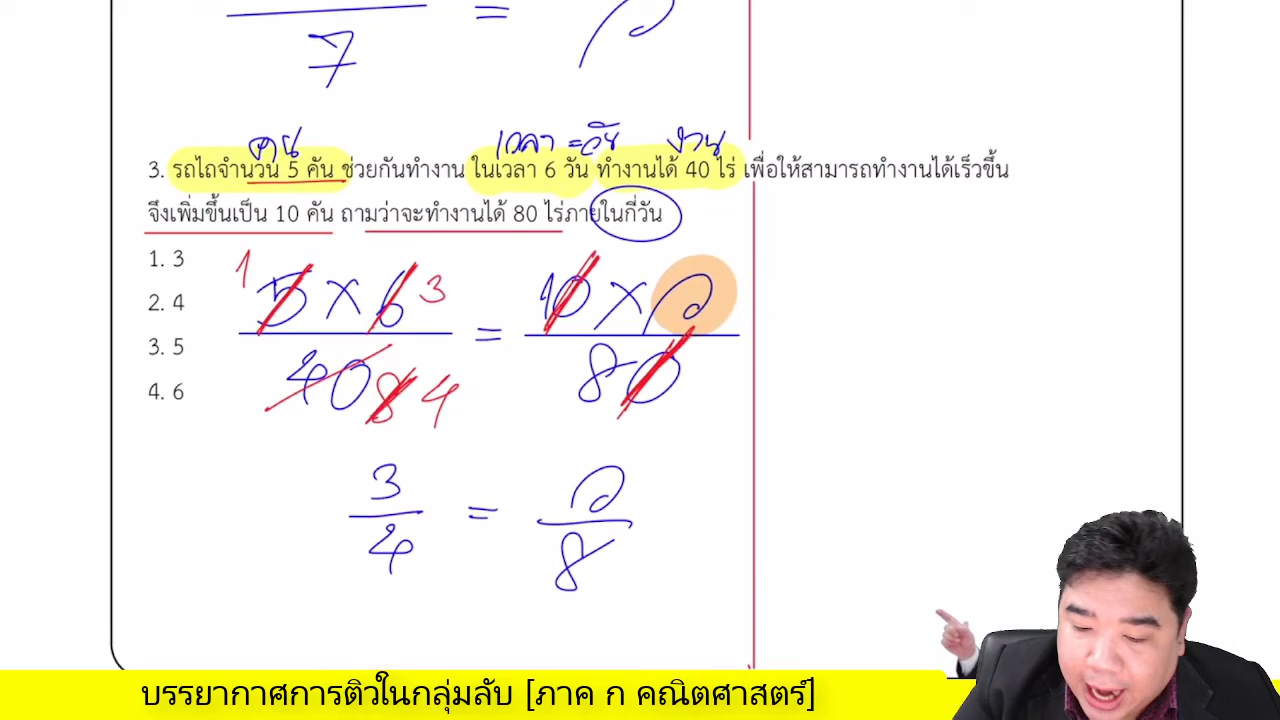 7 = ว
คน เวลา = วัน งาน
3. รถไถจำนวน 5 คัน ช่วยกันทำงาน ในเวลา 6 วัน ทำงานได้ 40 ไร่ เพื่อให้สามารถทำงานได้เร็วขึ้น
จึงเพิ่มขึ้นเป็น 10 คัน ถามว่าจะทำงานได้ 80 ไร่ภายในกี่วัน
1. 3
2. 4
3. 5
4. 6
1 5 × 6 3 = 10 × ว
40 8 4 80
3 = ว
4 8
บรรยากาศการติวในกลุ่มลับ [ภาค ก คณิตศาสตร์]